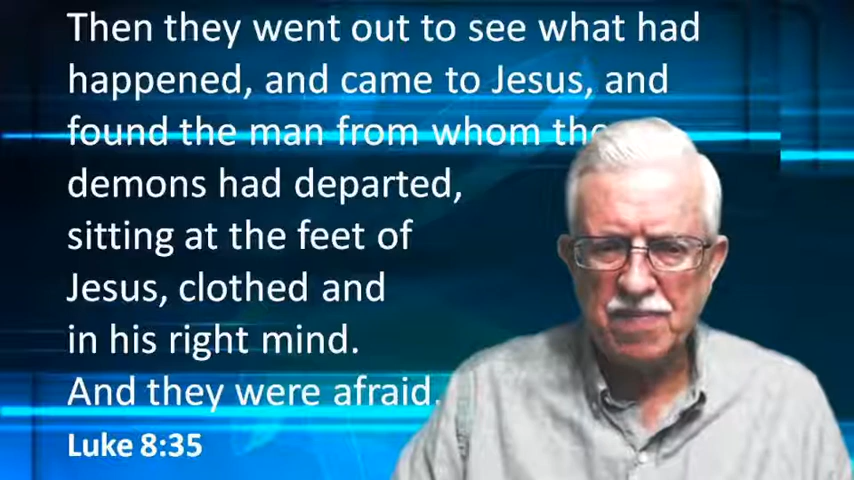 Then they went out to see what had
happened, and came to Jesus, and
found the man from whom the
demons had departed,
sitting at the feet of
Jesus, clothed and
in his right mind.
And they were afraid.
Luke 8:35